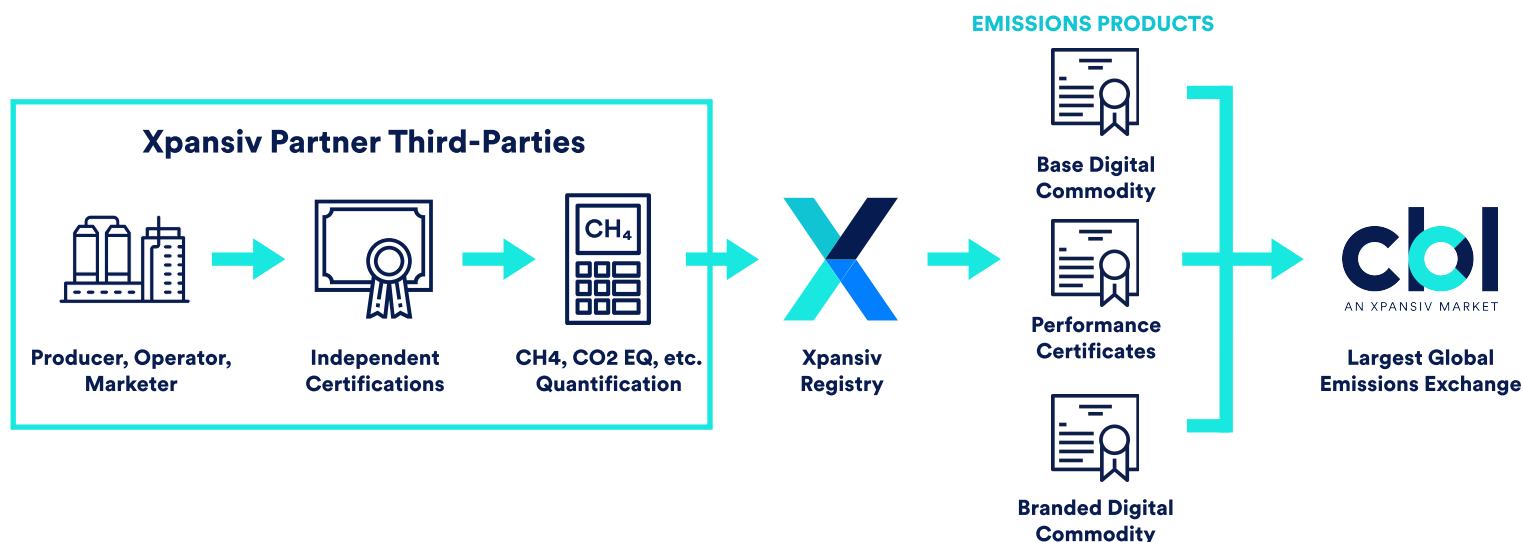 EMISSIONS PRODUCTS
Xpansiv Partner Third-Parties
CH4
Producer, Operator,
Marketer
Independent
Certifications
CH4, CO2 EQ, etc.
Quantification
Xpansiv
Registry
Base Digital
Commodity
Performance
Certificates
Branded Digital
Commodity
cbl
AN XPANSIV MARKET
Largest Global
Emissions Exchange